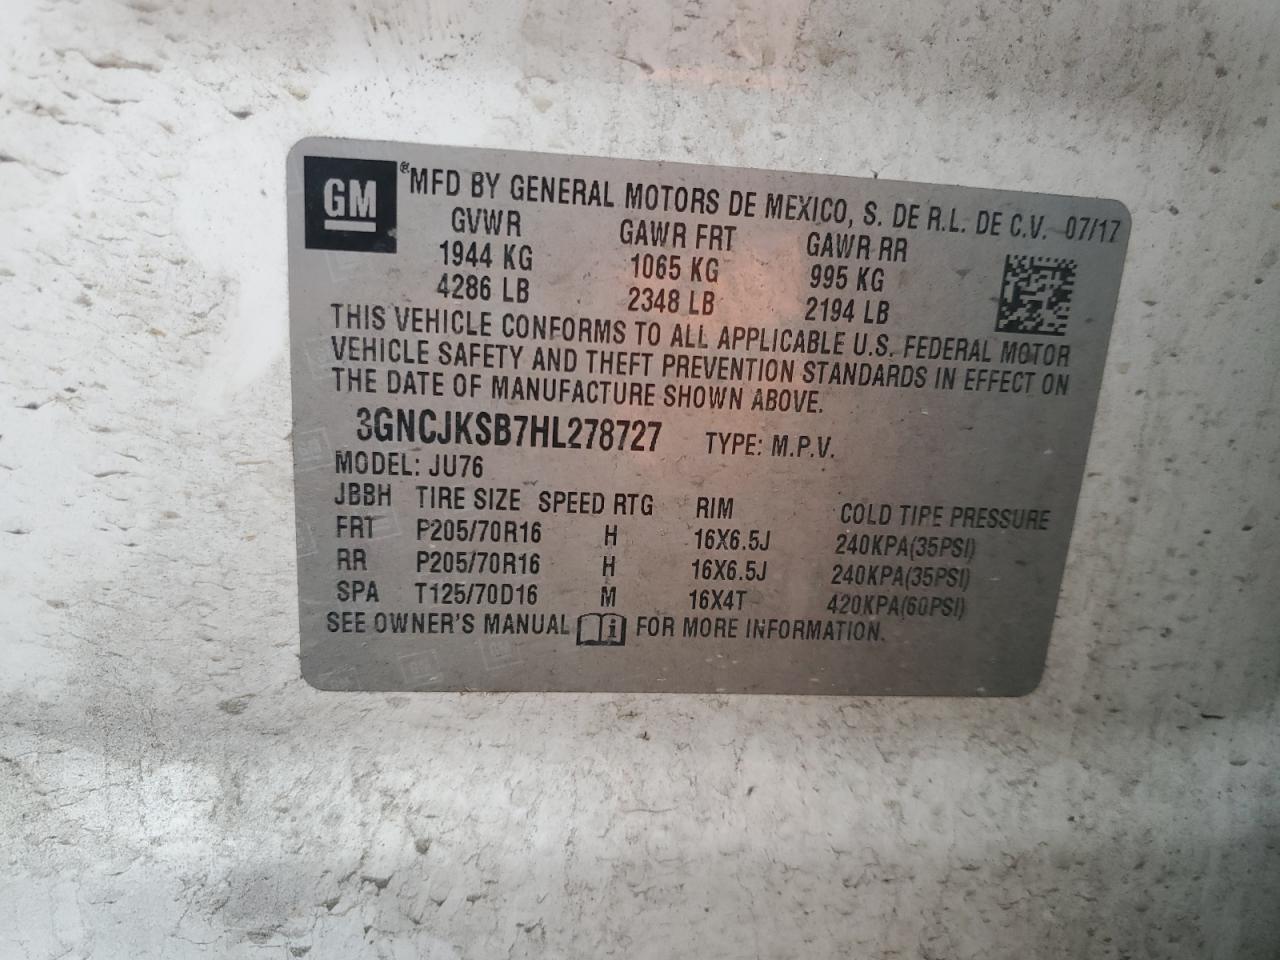 GM
®MFD BY GENERAL MOTORS DE MEXICO, S. DE R.L. DE C.V. 07/17
GVWR GAWR FRT GAWR RR
1944 KG 1065 KG 995 KG
4286 LB 2348 LB 2194 LB
THIS VEHICLE CONFORMS TO ALL APPLICABLE U.S. FEDERAL MOTOR
VEHICLE SAFETY AND THEFT PREVENTION STANDARDS IN EFFECT ON
THE DATE OF MANUFACTURE SHOWN ABOVE.
3GNCJKSB7HL278727 TYPE: M.P.V.
MODEL: JU76
JBBH TIRE SIZE SPEED RTG RIM COLD TIPE PRESSURE
FRT P205/70R16 H 16X6.5J 240KPA(35PSI)
RR P205/70R16 H 16X6.5J 240KPA(35PSI)
SPA T125/70D16 M 16X4T 420KPA(60PSI)
SEE OWNER'S MANUAL i FOR MORE INFORMATION.